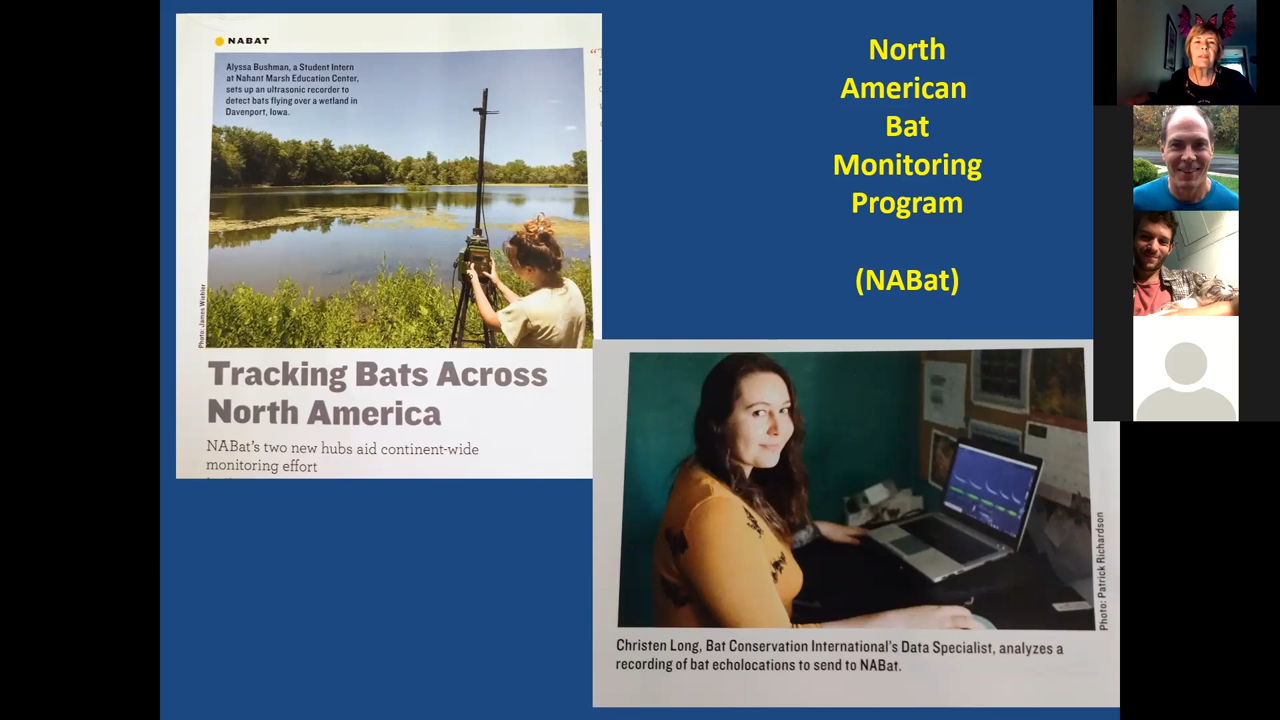 NABAT
Alyssa Bushman, a Student Intern
at Nahant Marsh Education Center,
sets up an ultrasonic recorder to
detect bats flying over a wetland in
Davenport, Iowa.
Photo: James Wiebler
Tracking Bats Across
North America
NABat's two new hubs aid continent-wide
monitoring effort
North
American
Bat
Monitoring
Program
(NABat)
Photo: Patrick Richardson
Christen Long, Bat Conservation International's Data Specialist, analyzes a
recording of bat echolocations to send to NABat.